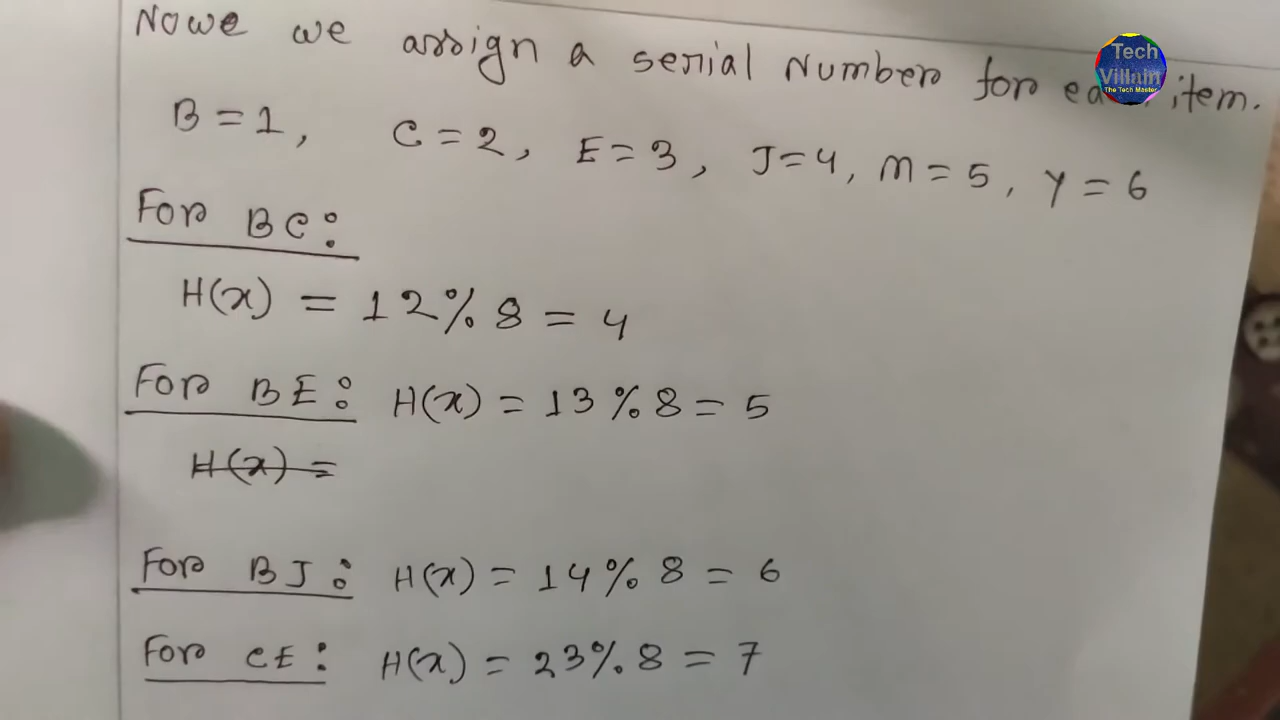 Nowe we assign a serial Number for ea item.
Tech
Villain
The Tech Master
B = 1, C = 2, E = 3, J = 4, M = 5, Y = 6
For BC:
H(x) = 12 % 8 = 4
For BE: H(x) = 13 % 8 = 5
H(x) =
For BJ: H(x) = 14 % 8 = 6
For CE: H(x) = 23 % 8 = 7